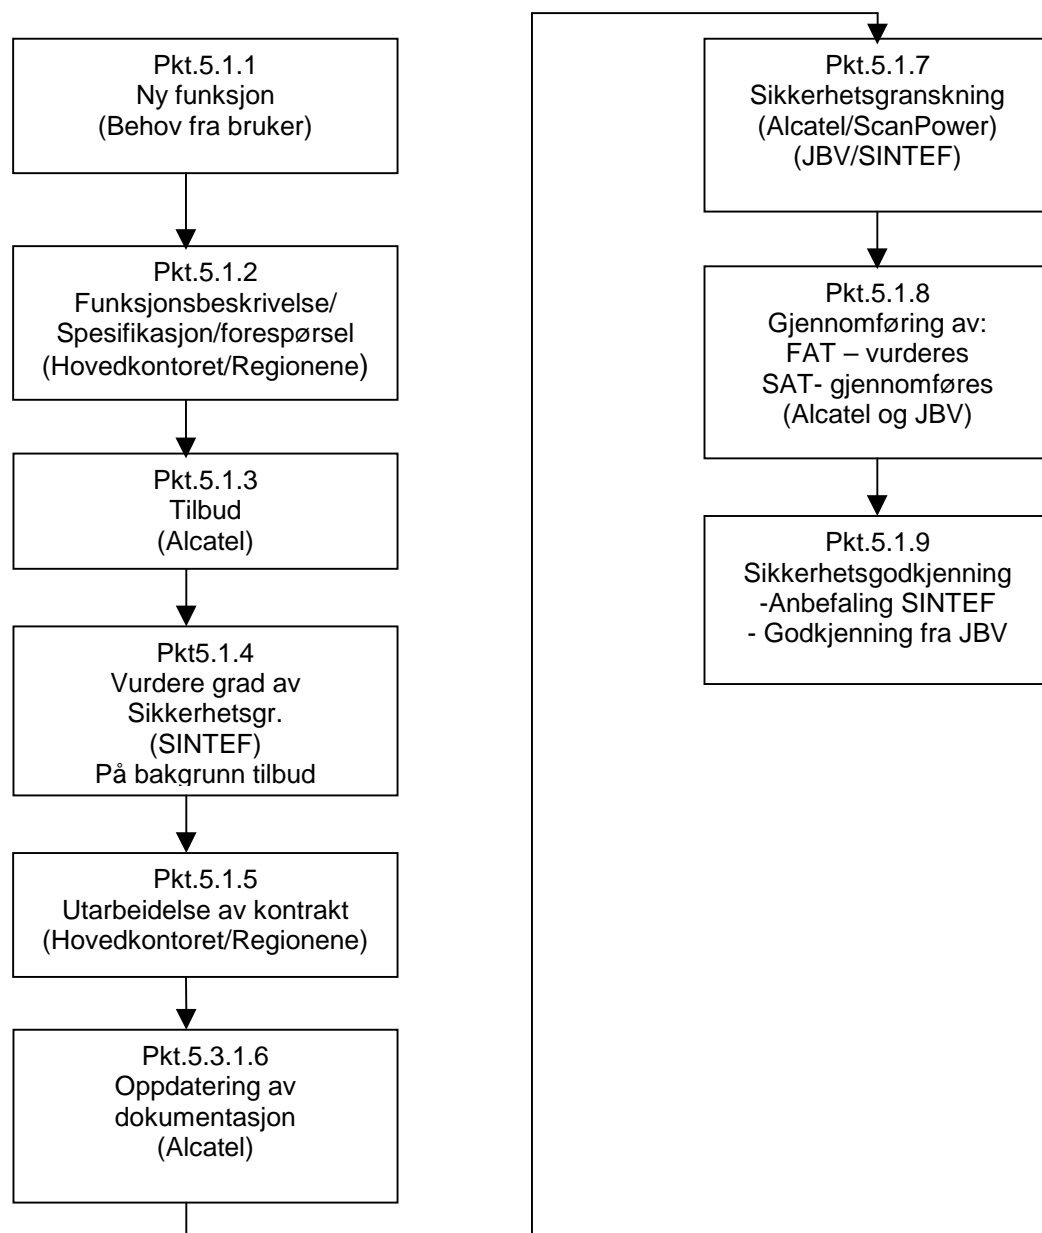 Pkt.5.1.1
Ny funksjon
(Behov fra bruker)
Pkt.5.1.2
Funksjonsbeskrivelse/
Spesifikasjon/forespørsel
(Hovedkontoret/Regionene)
Pkt.5.1.3
Tilbud
(Alcatel)
Pkt5.1.4
Vurdere grad av
Sikkerhetsgr.
(SINTEF)
På bakgrunn tilbud
Pkt.5.1.5
Utarbeidelse av kontrakt
(Hovedkontoret/Regionene)
Pkt.5.3.1.6
Oppdatering av
dokumentasjon
(Alcatel)
Pkt.5.1.7
Sikkerhetsgranskning
(Alcatel/ScanPower)
(JBV/SINTEF)
Pkt.5.1.8
Gjennomføring av:
FAT – vurderes
SAT- gjennomføres
(Alcatel og JBV)
Pkt.5.1.9
Sikkerhetsgodkjenning
-Anbefaling SINTEF
- Godkjenning fra JBV